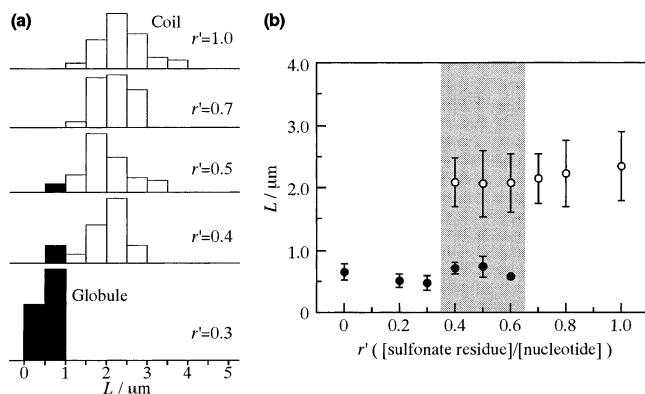 (a)
Coil
r'=1.0
r'=0.7
r'=0.5
r'=0.4
Globule
r'=0.3
0 1 2 3 4 5
L / μm
(b)
4.0
3.0
2.0
1.0
0
L / μm
0 0.2 0.4 0.6 0.8 1.0
r' ( [sulfonate residue]/[nucleotide] )